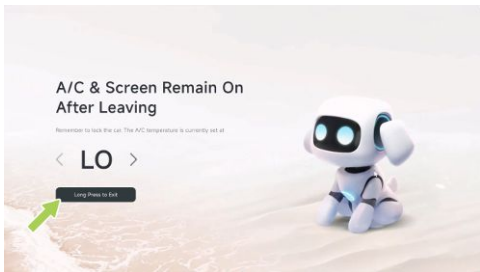 A/C & Screen Remain On
After Leaving
Remember to lock the car. The A/C temperature is currently set at
< LO >
Long Press to Exit